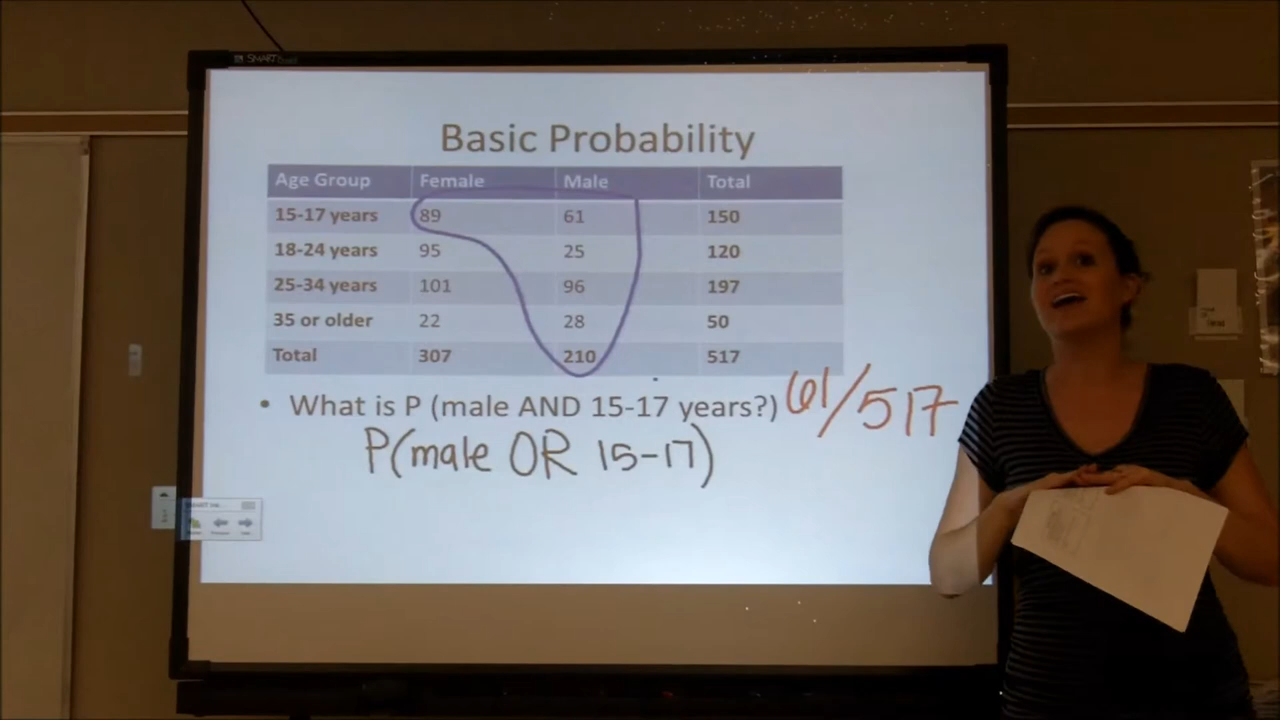 SMART
Basic Probability
Age Group Female Male Total
15-17 years 89 61 150
18-24 years 95 25 120
25-34 years 101 96 197
35 or older 22 28 50
Total 307 210 517
• What is P (male AND 15-17 years?) 61/517
P(male OR 15-17)